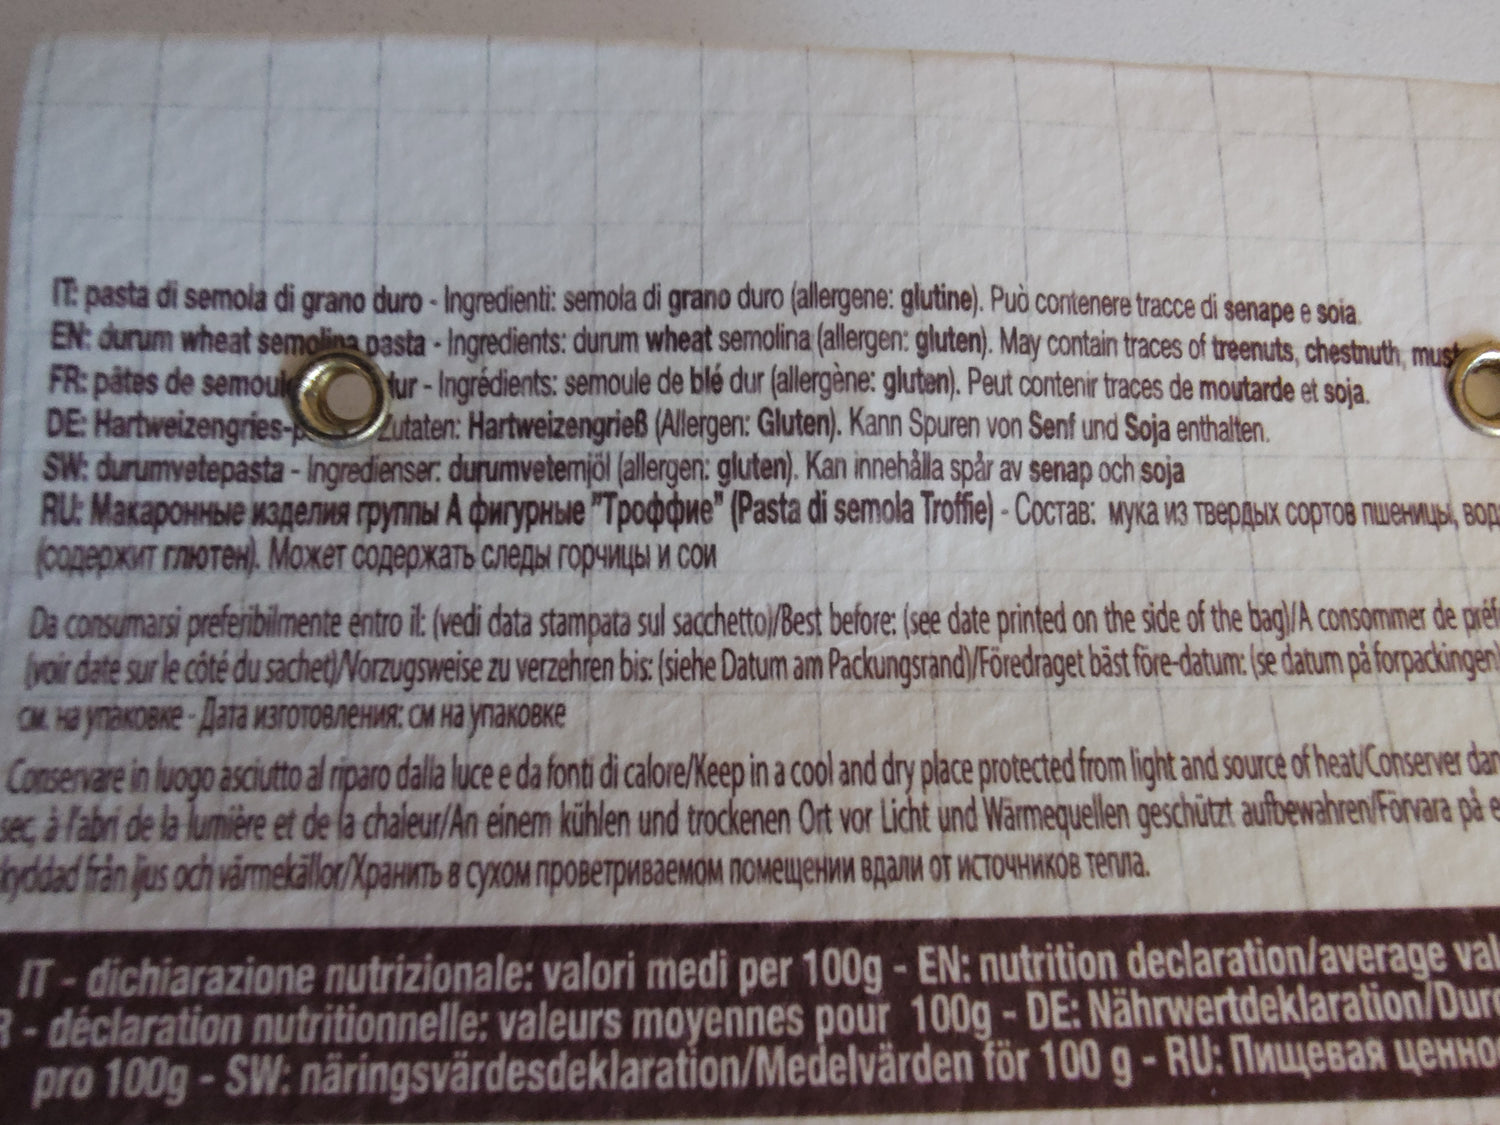 IT: pasta di semola di grano duro - Ingredienti: semola di grano duro (allergene: glutine). Può contenere tracce di senape e soia.
EN: durum wheat semolina pasta - Ingredients: durum wheat semolina (allergen: gluten). May contain traces of treenuts, chestnuth, must
FR: pâtes de semoule dur - Ingrédients: semoule de blé dur (allergène: gluten). Peut contenir traces de moutarde et soja.
DE: Hartweizengries-p Zutaten: Hartweizengrieß (Allergen: Gluten). Kann Spuren von Senf und Soja enthalten.
SW: durumvetepasta - Ingredienser: durumvetemjöl (allergen: gluten). Kan innehålla spår av senap och soja
RU: Макаронные изделия группы А фигурные "Троффие" (Pasta di semola Troffie) - Состав: мука из твердых сортов пшеницы, вод
(содержит глютен). Может содержать следы горчицы и сои
Da consumarsi preferibilmente entro il: (vedi data stampata sul sacchetto)/Best before: (see date printed on the side of the bag)/A consommer de préf
(voir date sur le côté du sachet)/Vorzugsweise zu verzehren bis: (siehe Datum am Packungsrand)/Föredraget bäst före-datum: (se datum på forpackingen)
см. на упаковке - Дата изготовления: см на упаковке
Conservare in luogo asciutto al riparo dalla luce e da fonti di calore/Keep in a cool and dry place protected from light and source of heat/Conserver dan
sec, à l'abri de la lumière et de la chaleur/An einem kühlen und trockenen Ort vor Licht und Wärmequellen geschützt aufbewahren/Förvara på e
kyddad från ljus och värmekällor/Хранить в сухом проветриваемом помещении вдали от источников тепла.
IT - dichiarazione nutrizionale: valori medi per 100g - EN: nutrition declaration/average val
R - déclaration nutritionnelle: valeurs moyennes pour 100g - DE: Nährwertdeklaration/Durc
pro 100g - SW: näringsvärdesdeklaration/Medelvärden för 100 g - RU: Пищевая ценно